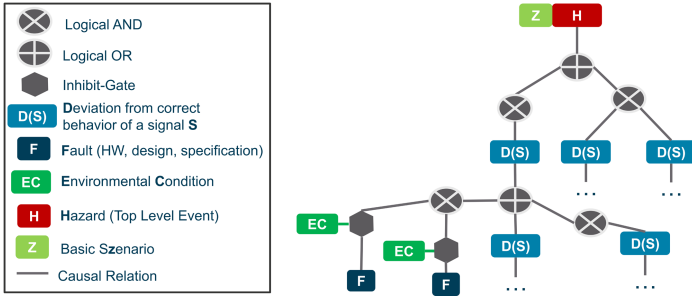 Logical AND
Logical OR
Inhibit-Gate
D(S) Deviation from correct
behavior of a signal S
F Fault (HW, design, specification)
EC Environmental Condition
H Hazard (Top Level Event)
Z Basic Szenario
Causal Relation
Z H
D(S) D(S) D(S)
... ...
EC
EC D(S) D(S)
F F ... ...